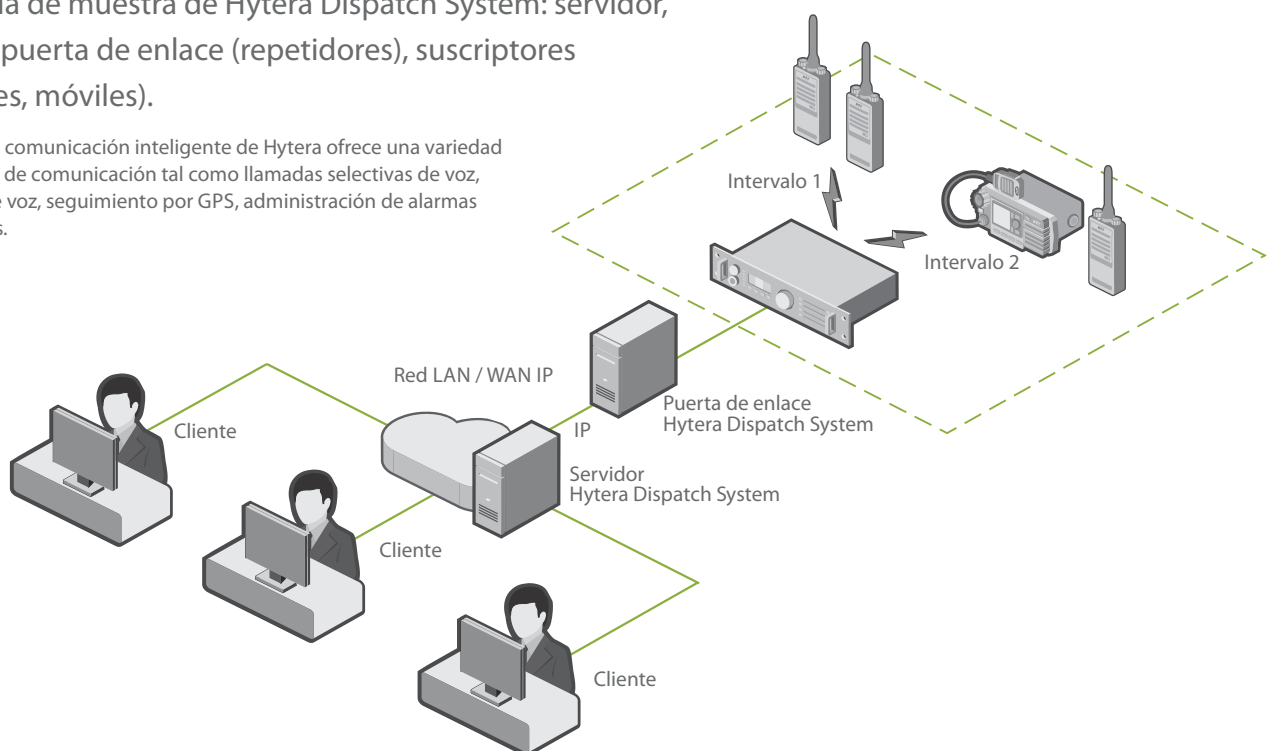 ía de muestra de Hytera Dispatch System: servidor,
puerta de enlace (repetidores), suscriptores
es, móviles).
comunicación inteligente de Hytera ofrece una variedad
de comunicación tal como llamadas selectivas de voz,
e voz, seguimiento por GPS, administración de alarmas
s.
Intervalo 1
Intervalo 2
Red LAN / WAN IP
Puerta de enlace
Hytera Dispatch System
IP
Cliente
Servidor
Hytera Dispatch System
Cliente
Cliente